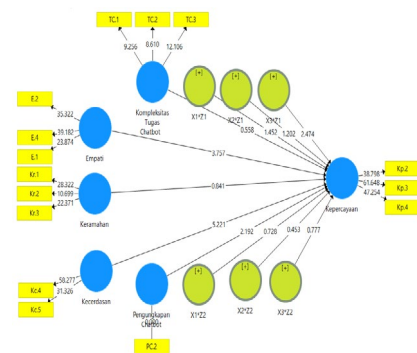 TC.1
TC.2
TC.3
9.256
8.610
12.106
Kompleksitas
Tugas
Chatbot
[+]
[+]
[+]
X1*Z1
X2*Z1
X3*Z1
0.558
1.452
1.202
2.474
E.2
E.4
E.1
35.322
39.182
23.874
Empati
3.757
Kr.1
Kr.2
Kr.3
28.322
10.699
22.371
Keramahan
0.841
Kepercayaan
38.798
61.648
47.254
Kp.2
Kp.3
Kp.4
Kc.4
Kc.5
58.277
31.326
Kecerdasan
5.221
2.192
0.728
0.453
0.777
Pengungkapan
Chatbot
0.000
PC.2
[+]
[+]
[+]
X1*Z2
X2*Z2
X3*Z2